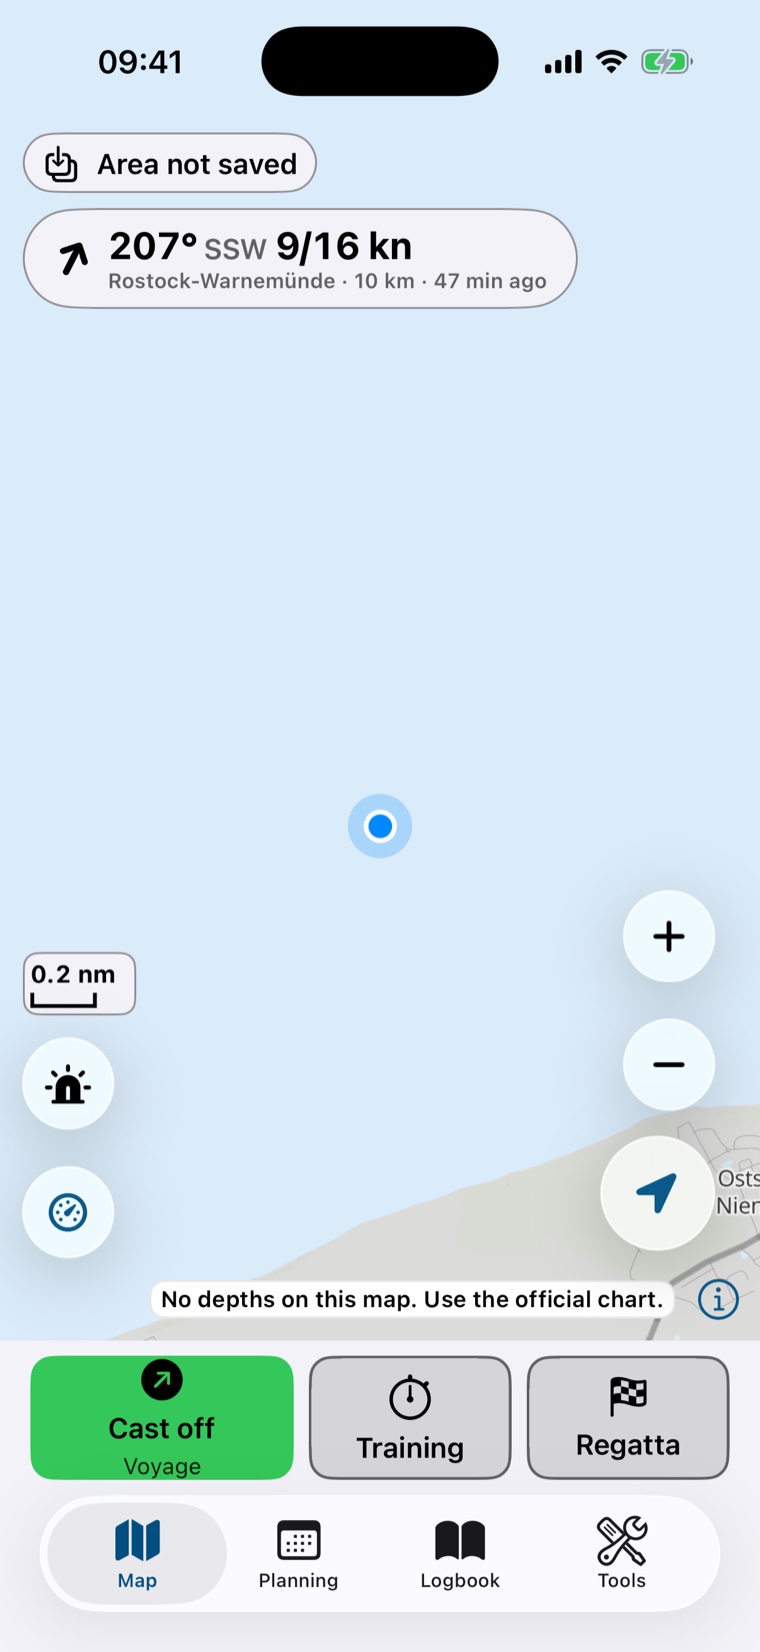 09:41
Area not saved
207° SSW 9/16 kn
Rostock-Warnemünde · 10 km · 47 min ago
0.2 nm
Osts
Nien
No depths on this map. Use the official chart.
Cast off
Voyage
Training
Regatta
Map
Planning
Logbook
Tools